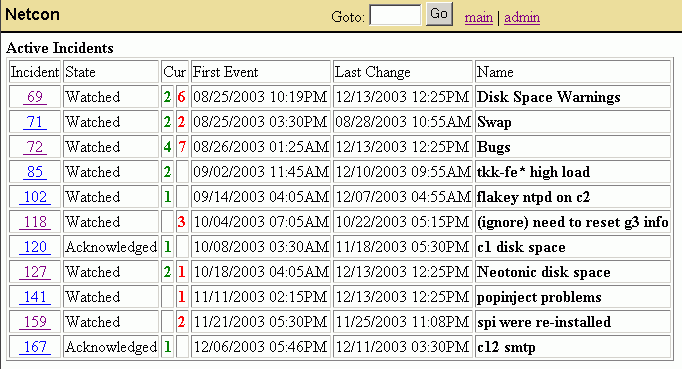 Netcon Goto: Go main | admin
Active Incidents
Incident State Cur First Event Last Change Name
69 Watched 2 6 08/25/2003 10:19PM 12/13/2003 12:25PM Disk Space Warnings
71 Watched 2 2 08/25/2003 03:30PM 08/28/2003 10:55AM Swap
72 Watched 4 7 08/26/2003 01:25AM 12/13/2003 12:25PM Bugs
85 Watched 2 09/02/2003 11:45AM 12/10/2003 09:55AM tkk-fe* high load
102 Watched 1 09/14/2003 04:05AM 12/07/2003 04:55AM flakey ntpd on c2
118 Watched 3 10/04/2003 07:05AM 10/22/2003 05:15PM (ignore) need to reset g3 info
120 Acknowledged 1 10/08/2003 03:30AM 11/18/2003 05:30PM c1 disk space
127 Watched 2 1 10/18/2003 04:05AM 12/13/2003 12:25PM Neotonic disk space
141 Watched 1 11/11/2003 02:15PM 12/13/2003 12:25PM popinject problems
159 Watched 2 11/21/2003 05:30PM 11/25/2003 11:08PM spi were re-installed
167 Acknowledged 1 12/06/2003 05:46PM 12/11/2003 03:30PM c12 smtp